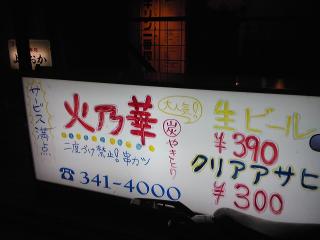 サービス満点
火乃華
大人気!!
炭やきとり
二度づけ禁止!串カツ
☎341-4000
生ビール
¥390
クリアアサヒ
¥300